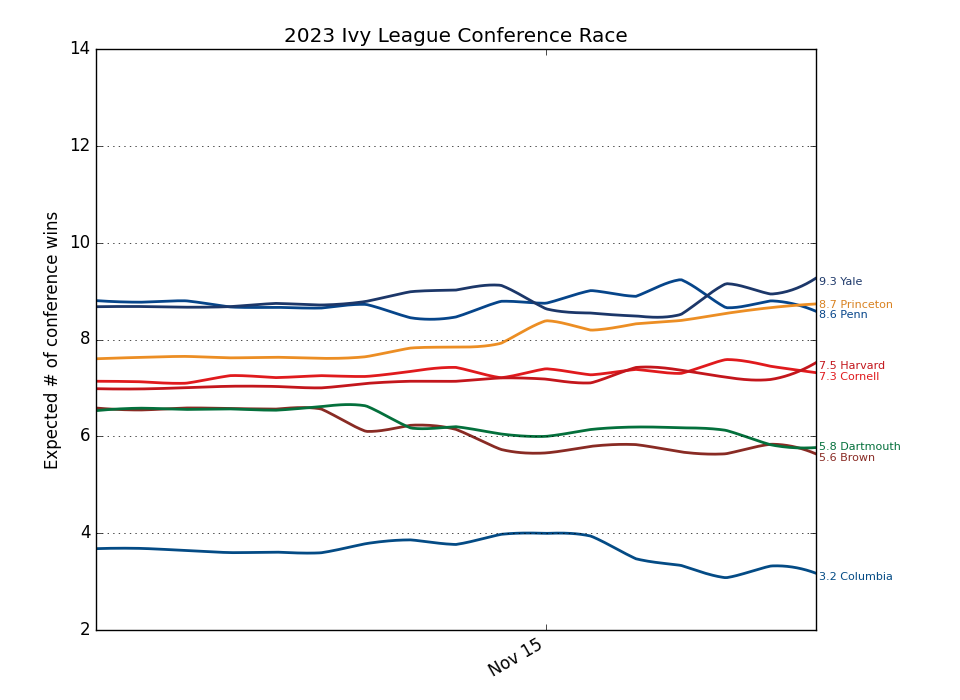 2023 Ivy League Conference Race
Expected # of conference wins
14
12
10
8
6
4
2
Nov 15
9.3 Yale
8.7 Princeton
8.6 Penn
7.5 Harvard
7.3 Cornell
5.8 Dartmouth
5.6 Brown
3.2 Columbia